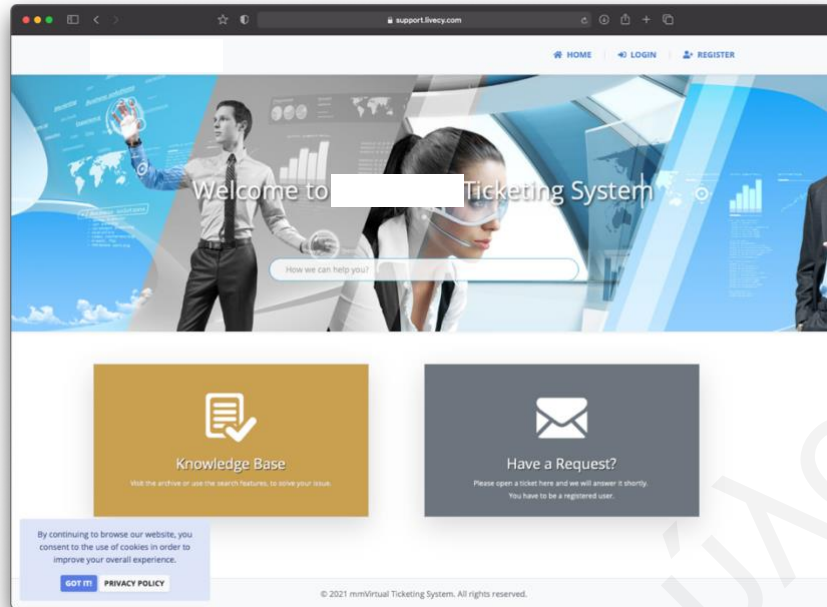 support.livecy.com
HOME
LOGIN
REGISTER
Welcome to Ticketing System
How we can help you?
Knowledge Base
Visit the archive or use the search features, to solve your issue.
Have a Request?
Please open a ticket here and we will answer it shortly.
You have to be a registered user.
By continuing to browse our website, you
consent to the use of cookies in order to
improve your overall experience.
GOT IT!
PRIVACY POLICY
© 2021 mmVirtual Ticketing System. All rights reserved.